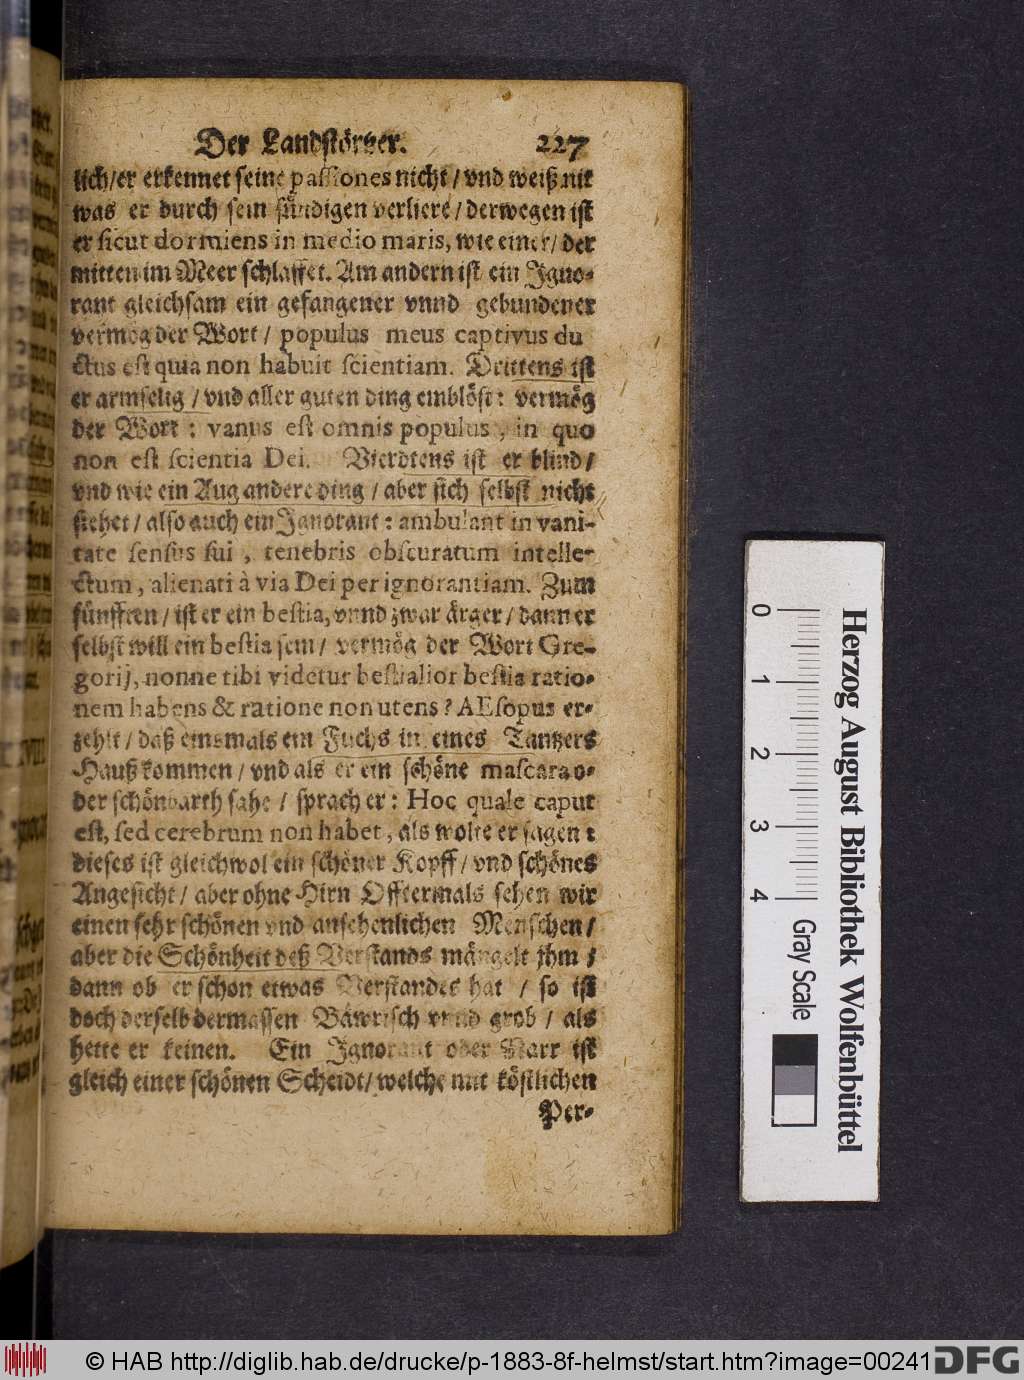 Der Landstörtzer. 227
lich/er erkennet seine passiones nicht / vnd weiß nit
was er durch sein sündigen verliere / derwegen ist
er sicut dormiens in medio maris, wie einer/ der
mitten im Meer schlaffet. Am andern ist ein Igno-
rant gleichsam ein gefangener vnnd gebundener
vermög der Wort / populus meus captivus du
ctus est quia non habuit scientiam. Drittens ist
er armselig / vnd aller guten ding emblöst: vermög
der Wort: vanus est omnis populus, in quo
non est scientia Dei. Vierdtens ist er blind/
vnd wie ein Aug andere ding / aber sich selbst nicht
siehet / also auch ein Ignorant: ambulant in vani-
tate sensus sui, tenebris obscuratum intelle-
ctum, alienati à via Dei per ignorantiam. Zum
fünfften / ist er ein bestia, vnnd zwar ärger / dann er
selbst will ein bestia sein / vermög der Wort Gre-
gorij, nonne tibi videtur bestialior bestia ratio-
nem habens & ratione non utens? AEsopus er-
zehlt / daß einsmals ein Fuchs in eines Tantzers
Hauß kommen / vnd als er ein schöne mascara o-
der schönbarth sahe / sprach er: Hoc quale caput
est, sed cerebrum non habet, als wolte er sagen:
dieses ist gleichwol ein schöner Kopff / vnd schönes
Angesicht / aber ohne Hirn Offtermals sehen wir
einen sehr schönen vnd ansehenlichen Menschen /
aber die Schönheit deß Verstands mängelt jhm /
dann ob er schon etwas Verstandes hat / so ist
doch derselb dermassen Bäwrisch vnnd grob / als
hette er keinen. Ein Ignorant oder Narr ist
gleich einer schönen Scheidt/ welche mit köstlichen
Per-
0 1 2 3 4
Gray Scale
Herzog August Bibliothek Wolfenbüttel
© HAB http://diglib.hab.de/drucke/p-1883-8f-helmst/start.htm?image=00241
DFG